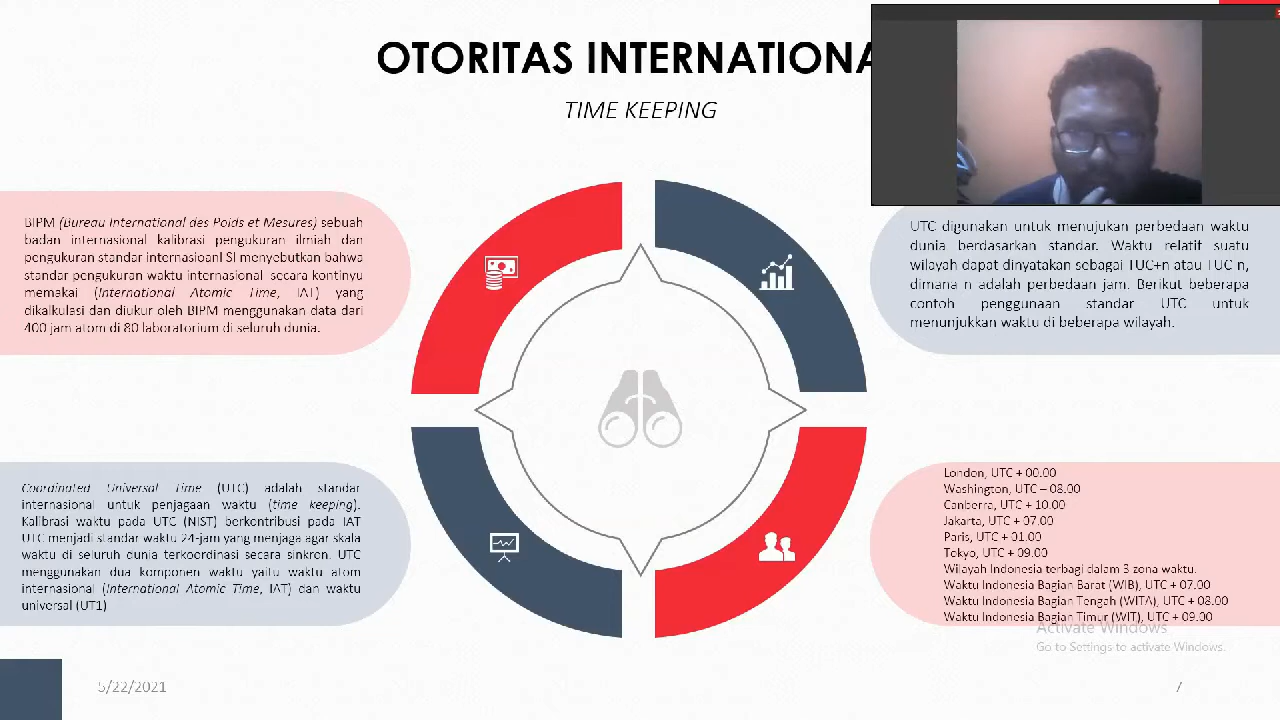 OTORITAS INTERNATIONA
TIME KEEPING
BIPM (Bureau International des Poids et Mesures) sebuah
badan internasional kalibrasi pengukuran ilmiah dan
pengukuran standar internasioanl SI menyebutkan bahwa
standar pengukuran waktu international secara kontinyu
memakai (International Atomic Time, IAT) yang
dikalkulasi dan diukur oleh BIPM menggunakan data dari
400 jam atom di 80 laboratorium di seluruh dunia.
UTC digunakan untuk menujukan perbedaan waktu
dunia berdasarkan standar. Waktu relatif suatu
wilayah dapat dinyatakan sebagai TUC+n atau TUC-n,
dimana n adalah perbedaan jam. Berikut beberapa
contoh penggunaan standar UTC untuk
menunjukkan waktu di beberapa wilayah.
Coordinated Universal Time (UTC) adalah standar
internasional untuk penjagaan waktu (time keeping).
Kalibrasi waktu pada UTC (NIST) berkontribusi pada IAT
UTC menjadi standar waktu 24-jam yang menjaga agar skala
waktu di seluruh dunia terkoordinasi secara sinkron. UTC
menggunakan dua komponen waktu yaitu waktu atom
internasional (International Atomic Time, IAT) dan waktu
universal (UT1)
London, UTC + 00.00
Washington, UTC – 08.00
Canberra, UTC + 10.00
Jakarta, UTC + 07.00
Paris, UTC + 01.00
Tokyo, UTC + 09.00
Wilayah Indonesia terbagi dalam 3 zona waktu.
Waktu Indonesia Bagian Barat (WIB), UTC + 07.00
Waktu Indonesia Bagian Tengah (WITA), UTC + 08.00
Waktu Indonesia Bagian Timur (WIT), UTC + 09.00
Activate Windows
Go to Settings to activate Windows.
5/22/2021
7